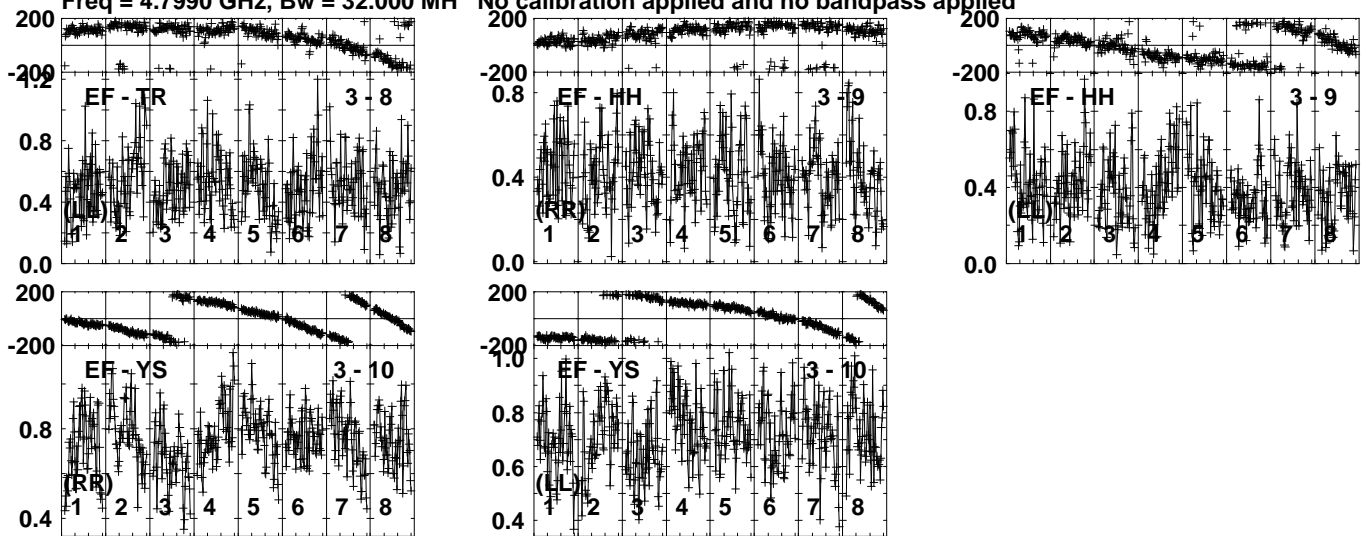 Freq = 4.7990 GHz, Bw = 32.000 MH No calibration applied and no bandpass applied
200
-200
1.2
EF - TR 3 - 8
0.8
0.4
(LL)
1 2 3 4 5 6 7 8
0.0
200
-200
0.8
EF - HH 3 - 9
0.4
(RR)
1 2 3 4 5 6 7 8
0.0
200
-200
0.8
EF - HH 3 - 9
0.4
(LL)
1 2 3 4 5 6 7 8
0.0
200
-200
EF - YS 3 - 10
0.8
(RR)
1 2 3 4 5 6 7 8
0.4
200
-200
1.0
EF - YS 3 - 10
0.8
0.6
(LL)
1 2 3 4 5 6 7 8
0.4